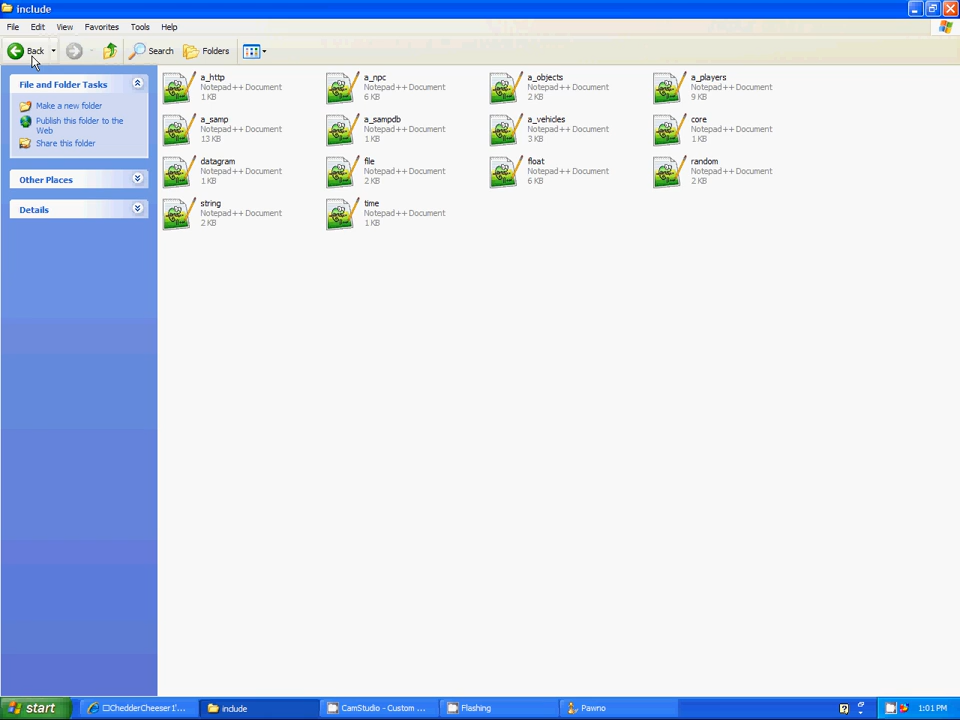 include
File Edit View Favorites Tools Help
Back Search Folders
File and Folder Tasks
Make a new folder
Publish this folder to the
Web
Share this folder
Other Places
Details
a_http
Notepad++ Document
1 KB
a_npc
Notepad++ Document
6 KB
a_objects
Notepad++ Document
2 KB
a_players
Notepad++ Document
9 KB
a_samp
Notepad++ Document
13 KB
a_sampdb
Notepad++ Document
1 KB
a_vehicles
Notepad++ Document
3 KB
core
Notepad++ Document
1 KB
datagram
Notepad++ Document
1 KB
file
Notepad++ Document
2 KB
float
Notepad++ Document
6 KB
random
Notepad++ Document
2 KB
string
Notepad++ Document
2 KB
time
Notepad++ Document
1 KB
start □ChedderCheeser1'... include CamStudio - Custom ... Flashing Pawno 1:01 PM